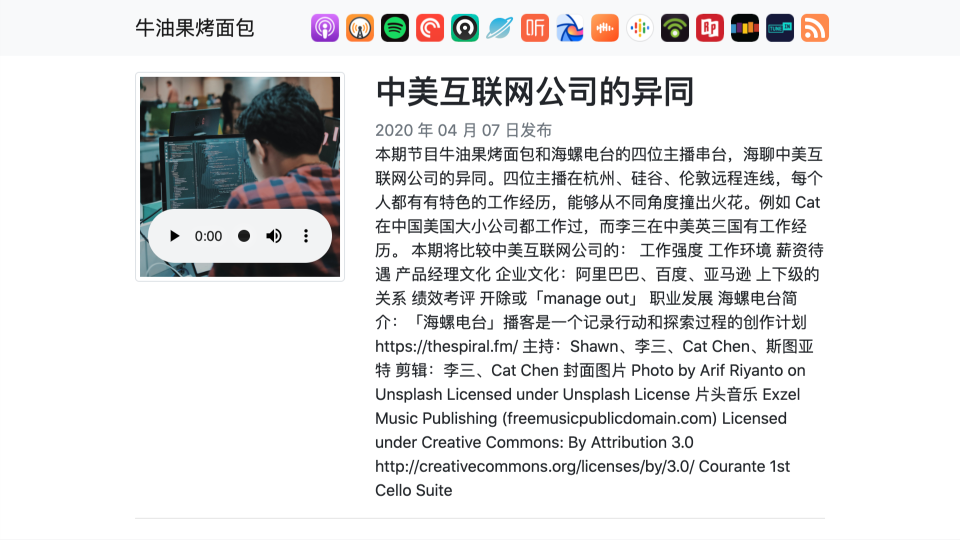 牛油果烤面包
中美互联网公司的异同
2020 年 04 月 07 日发布
本期节目牛油果烤面包和海螺电台的四位主播串台，海聊中美互
联网公司的异同。四位主播在杭州、硅谷、伦敦远程连线，每个
人都有有特色的工作经历，能够从不同角度撞出火花。例如 Cat
在中国美国大小公司都工作过，而李三在中美英三国有工作经
历。 本期将比较中美互联网公司的： 工作强度 工作环境 薪资待
遇 产品经理文化 企业文化：阿里巴巴、百度、亚马逊 上下级的
关系 绩效考评 开除或「manage out」 职业发展 海螺电台简
介：「海螺电台」播客是一个记录行动和探索过程的创作计划
https://thespiral.fm/ 主持：Shawn、李三、Cat Chen、斯图亚
特 剪辑：李三、Cat Chen 封面图片 Photo by Arif Riyanto on
Unsplash Licensed under Unsplash License 片头音乐 Exzel
Music Publishing (freemusicpublicdomain.com) Licensed
under Creative Commons: By Attribution 3.0
http://creativecommons.org/licenses/by/3.0/ Courante 1st
Cello Suite
0:00